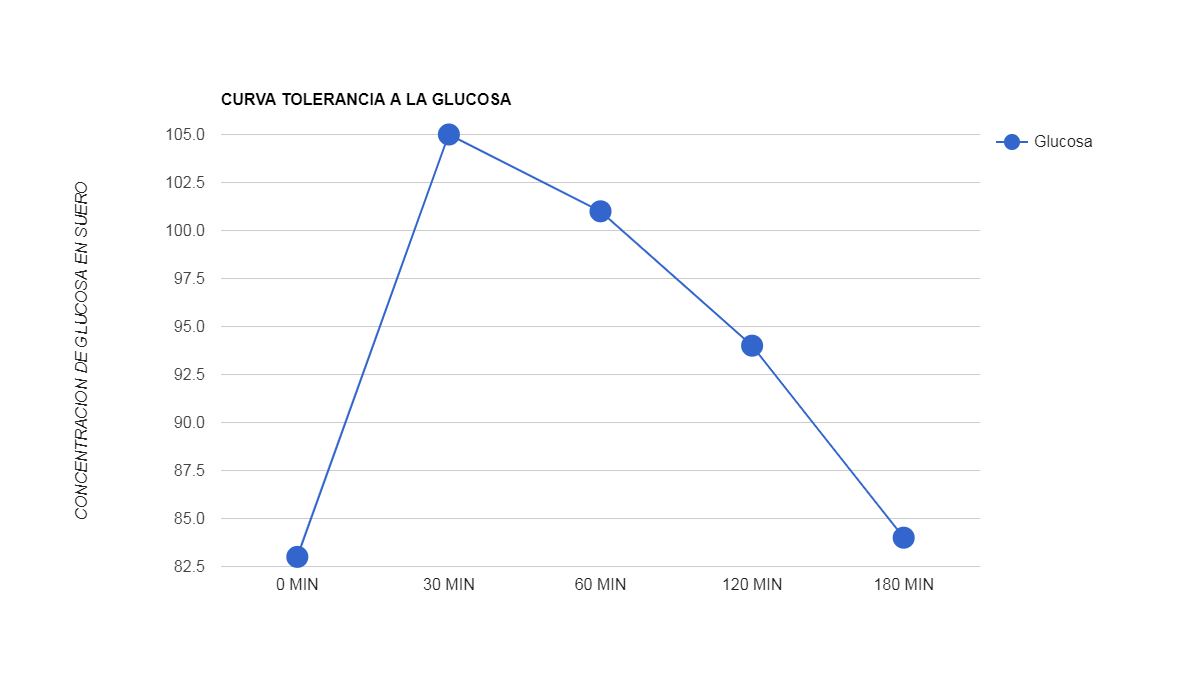 CURVA TOLERANCIA A LA GLUCOSA
CONCENTRACION DE GLUCOSA EN SUERO
105.0
102.5
100.0
97.5
95.0
92.5
90.0
87.5
85.0
82.5
0 MIN
30 MIN
60 MIN
120 MIN
180 MIN
Glucosa